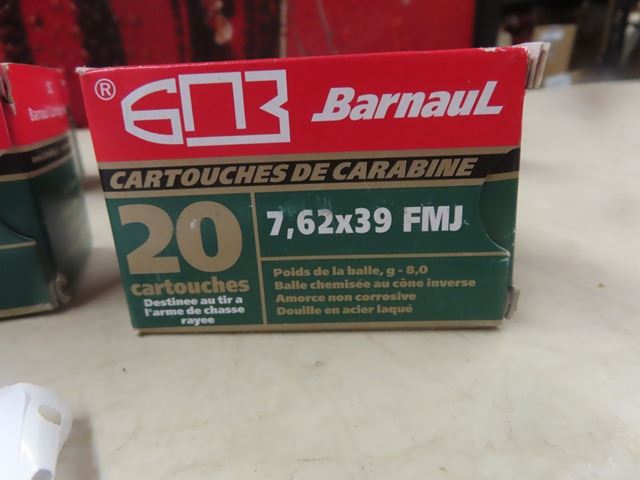 ® БПЗ Barnaul
CARTOUCHES DE CARABINE
20
cartouches
Destinee au tir a
l'arme de chasse
rayee
7,62x39 FMJ
Poids de la balle, g - 8,0
Balle chemisée au cône inverse
Amorce non corrosive
Douille en acier laqué